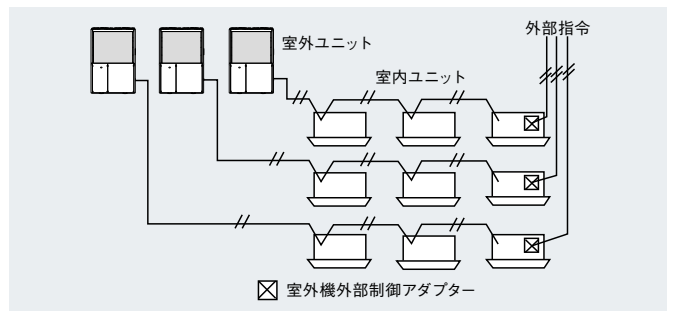 外部指令
室外ユニット
室内ユニット
室外機外部制御アダプター